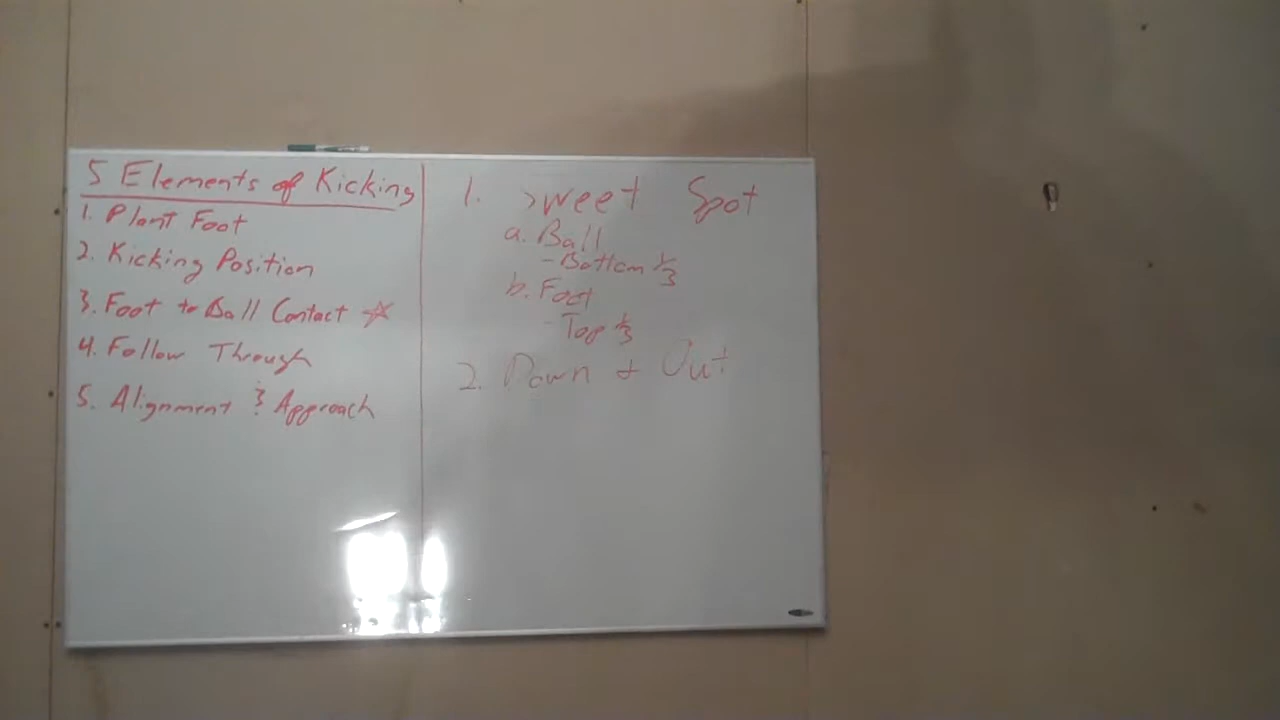 5 Elements of Kicking
1. Plant Foot
2. Kicking Position
3. Foot to Ball Contact ☆
4. Follow Through
5. Alignment & Approach
1. Sweet Spot
a. Ball
- Bottom 1/3
b. Foot
- Top 1/3
2. Down + Out